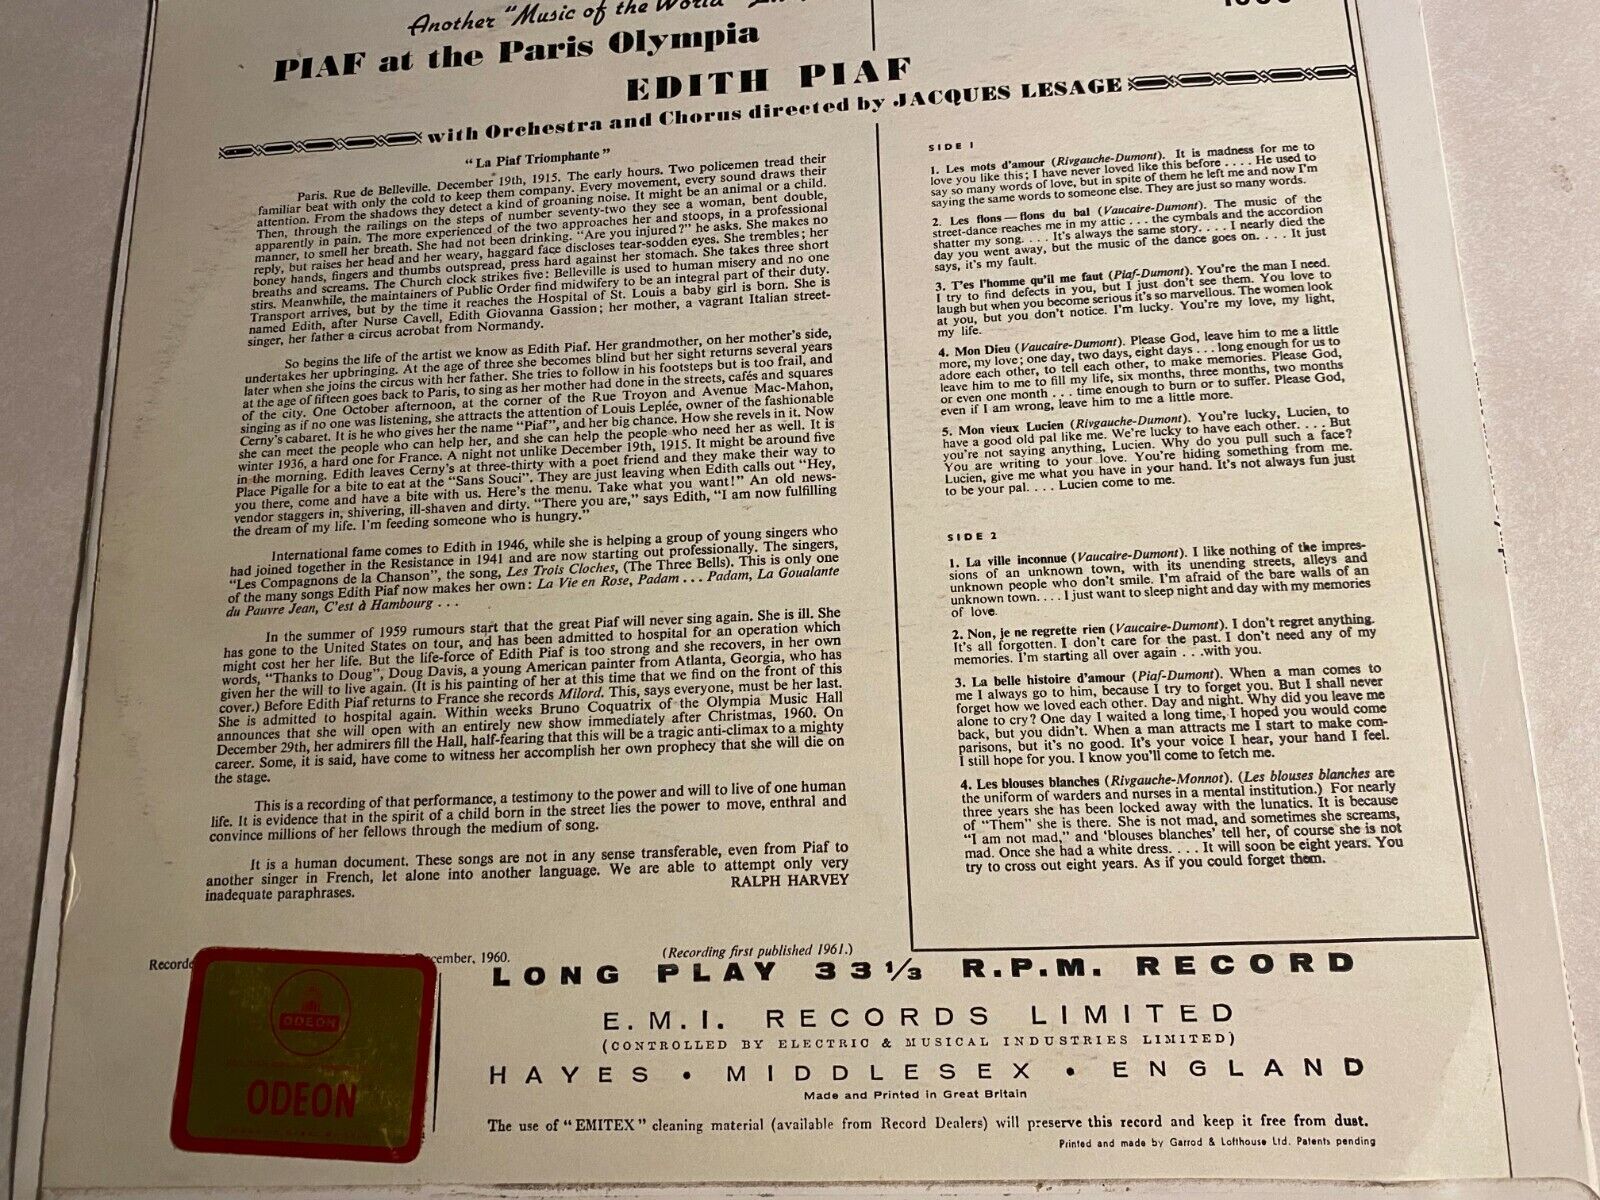 Another "Music of the World"
PIAF at the Paris Olympia
EDITH PIAF
with Orchestra and Chorus directed by JACQUES LESAGE
"La Piaf Triomphante"
Paris. Rue de Belleville. December 19th, 1915. The early hours. Two policemen tread their
familiar beat with only the cold to keep them company. Every movement, every sound draws their
attention. From the shadows they detect a kind of groaning noise. It might be an animal or a child.
Then, through the railings on the steps of number seventy-two they see a woman, bent double,
apparently in pain. The more experienced of the two approaches her and stoops, in a professional
manner, to smell her breath. She had not been drinking. "Are you injured?" he asks. She makes no
reply, but raises her head and her weary, haggard face discloses tear-sodden eyes. She trembles; her
bony hands, fingers and thumbs outspread, press hard against her stomach. She takes three short
breaths and screams. The Church clock strikes five: Belleville is used to human misery and no one
stirs. Meanwhile, the maintainers of Public Order find midwifery to be an integral part of their duty.
Transport arrives, but by the time it reaches the Hospital of St. Louis a baby girl is born. She is
named Edith, after Nurse Cavell, Edith Giovanna Gassion; her mother, a vagrant Italian street-
singer, her father a circus acrobat from Normandy.
So begins the life of the artist we know as Edith Piaf. Her grandmother, on her mother's side,
undertakes her upbringing. At the age of three she becomes blind but her sight returns several years
later when she joins the circus with her father. She tries to follow in his footsteps but is too frail, and
at the age of fifteen goes back to Paris, to sing as her mother had done in the streets, cafés and squares
of the city. One October afternoon, at the corner of the Rue Troyon and Avenue Mac-Mahon,
singing as if no one was listening, she attracts the attention of Louis Leplée, owner of the fashionable
Cerny's cabaret. It is he who gives her the name "Piaf", and her big chance. How she revels in it. Now
she can meet the people who can help her, and she can help the people who need her as well. It is
winter 1936, a hard one for France. A night not unlike December 19th, 1915. It might be around five
in the morning. Edith leaves Cerny's at three-thirty with a poet friend and they make their way to
Place Pigalle for a bite to eat at the "Sans Souci". They are just leaving when Edith calls out "Hey,
you there, come and have a bite with us. Here's the menu. Take what you want!" An old news-
vendor staggers in, shivering, ill-shaven and dirty. "There you are," says Edith, "I am now fulfilling
the dream of my life. I'm feeding someone who is hungry."
International fame comes to Edith in 1946, while she is helping a group of young singers who
had joined together in the Resistance in 1941 and are now starting out professionally. The singers,
"Les Compagnons de la Chanson", the song, Les Trois Cloches, (The Three Bells). This is only one
of the many songs Edith Piaf now makes her own: La Vie en Rose, Padam . . . Padam, La Goualante
du Pauvre Jean, C'est à Hambourg . . .
In the summer of 1959 rumours start that the great Piaf will never sing again. She is ill. She
has gone to the United States on tour, and has been admitted to hospital for an operation which
might cost her her life. But the life-force of Edith Piaf is too strong and she recovers, in her own
words, "Thanks to Doug", Doug Davis, a young American painter from Atlanta, Georgia, who has
given her the will to live again. (It is his painting of her at this time that we find on the front of this
cover.) Before Edith Piaf returns to France she records Milord. This, says everyone, must be her last.
She is admitted to hospital again. Within weeks Bruno Coquatrix of the Olympia Music Hall
announces that she will open with an entirely new show immediately after Christmas, 1960. On
December 29th, her admirers fill the Hall, half-fearing that this will be a tragic anti-climax to a mighty
career. Some, it is said, have come to witness her accomplish her own prophecy that she will die on
the stage.
This is a recording of that performance, a testimony to the power and will to live of one human
life. It is evidence that in the spirit of a child born in the street lies the power to move, enthral and
convince millions of her fellows through the medium of song.
It is a human document. These songs are not in any sense transferable, even from Piaf to
another singer in French, let alone into another language. We are able to attempt only very
inadequate paraphrases. RALPH HARVEY
SIDE 1
1. Les mots d'amour (Rivgauche-Dumont). It is madness for me to
love you like this; I have never loved like this before . . . . He used to
say so many words of love, but in spite of them he left me and now I'm
saying the same words to someone else. They are just so many words.
2. Les flons—flons du bal (Vaucaire-Dumont). The music of the
street-dance reaches me in my attic . . . the cymbals and the accordion
shatter my song. . . . It's always the same story. . . . I nearly died the
day you went away, but the music of the dance goes on. . . . It just
says, it's my fault.
3. T'es l'homme qu'il me faut (Piaf-Dumont). You're the man I need.
I try to find defects in you, but I just don't see them. You love to
laugh but when you become serious it's so marvellous. The women look
at you, but you don't notice. I'm lucky. You're my love, my light,
my life.
4. Mon Dieu (Vaucaire-Dumont). Please God, leave him to me a little
more, my love; one day, two days, eight days . . . long enough for us to
adore each other, to tell each other, to make memories. Please God,
leave him to me to fill my life, six months, three months, two months
or even one month . . . time enough to burn or to suffer. Please God,
even if I am wrong, leave him to me a little more.
5. Mon vieux Lucien (Rivgauche-Dumont). You're lucky, Lucien, to
have a good old pal like me. We're lucky to have each other. . . . But
you're not saying anything, Lucien. Why do you pull such a face?
You are writing to your love. You're hiding something from me.
Lucien, give me what you have in your hand. It's not always fun just
to be your pal. . . . Lucien come to me.
SIDE 2
1. La ville inconnue (Vaucaire-Dumont). I like nothing of the impres-
sions of an unknown town, with its unending streets, alleys and
unknown people who don't smile. I'm afraid of the bare walls of an
unknown town. . . . I just want to sleep night and day with my memories
of love.
2. Non, je ne regrette rien (Vaucaire-Dumont). I don't regret anything.
It's all forgotten. I don't care for the past. I don't need any of my
memories. I'm starting all over again . . .with you.
3. La belle histoire d'amour (Piaf-Dumont). When a man comes to
me I always go to him, because I try to forget you. But I shall never
forget how we loved each other. Day and night. Why did you leave me
alone to cry? One day I waited a long time, I hoped you would come
back, but you didn't. When a man attracts me I start to make com-
parisons, but it's no good. It's your voice I hear, your hand I feel.
I still hope for you. I know you'll come to fetch me.
4. Les blouses blanches (Rivgauche-Monnot). (Les blouses blanches are
the uniform of warders and nurses in a mental institution.) For nearly
three years she has been locked away with the lunatics. It is because
of "Them" she is there. She is not mad, and sometimes she screams,
"I am not mad," and 'blouses blanches' tell her, of course she is not
mad. Once she had a white dress. . . . It will soon be eight years. You
try to cross out eight years. As if you could forget them.
December, 1960.
(Recording first published 1961.)
LONG PLAY 33 1/3 R.P.M. RECORD
E.M.I. RECORDS LIMITED
(CONTROLLED BY ELECTRIC & MUSICAL INDUSTRIES LIMITED)
HAYES • MIDDLESEX • ENGLAND
Made and Printed in Great Britain
The use of "EMITEX" cleaning material (available from Record Dealers) will preserve this record and keep it free from dust.
Printed and made by Garrod & Lofthouse Ltd. Patents pending
ODEON
ODEON